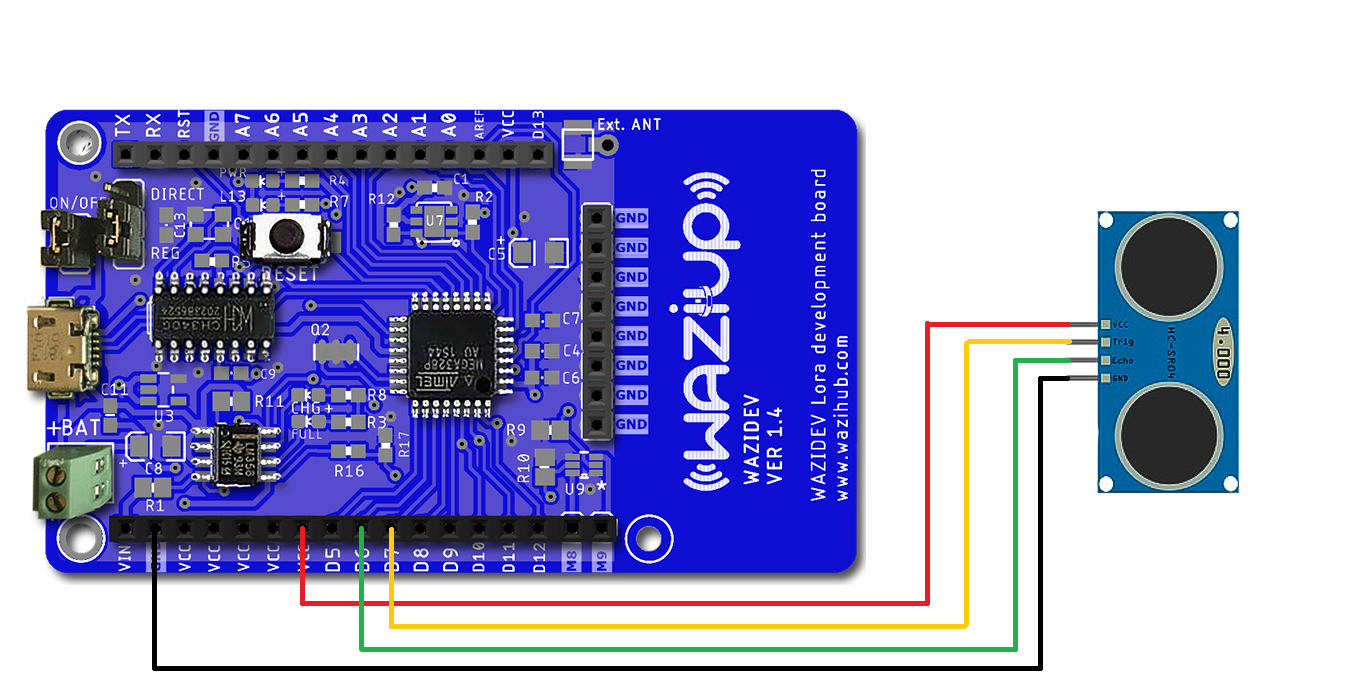 TX RX RST GND A7 A6 A5 A4 A3 A2 A1 A0 AREF VCC D13
Ext. ANT
PWR
R4
C1
DIRECT
L13
R7
R12
R2
ON/OFF
C13
U7
GND
GND
GND
GND
GND
GND
GND
GND
REG
C5
RESET
CH340G
Q2
C7
C4
C6
ATMEL
MEGA328P
AU 1544
C9
C11
U3
R11
R8
CHG
FULL
R3
R17
R9
R16
R10
U9
+BAT
C8
R1
WAZIUP
WAZIDEV
VER 1.4
WAZIDEV Lora development board
www.wazihub.com
VIN VCC VCC VCC VCC VCC D5 D6 D7 D8 D9 D10 D11 D12 M8 M9
Vcc
Trig
Echo
GND
HC-SR04
4.000